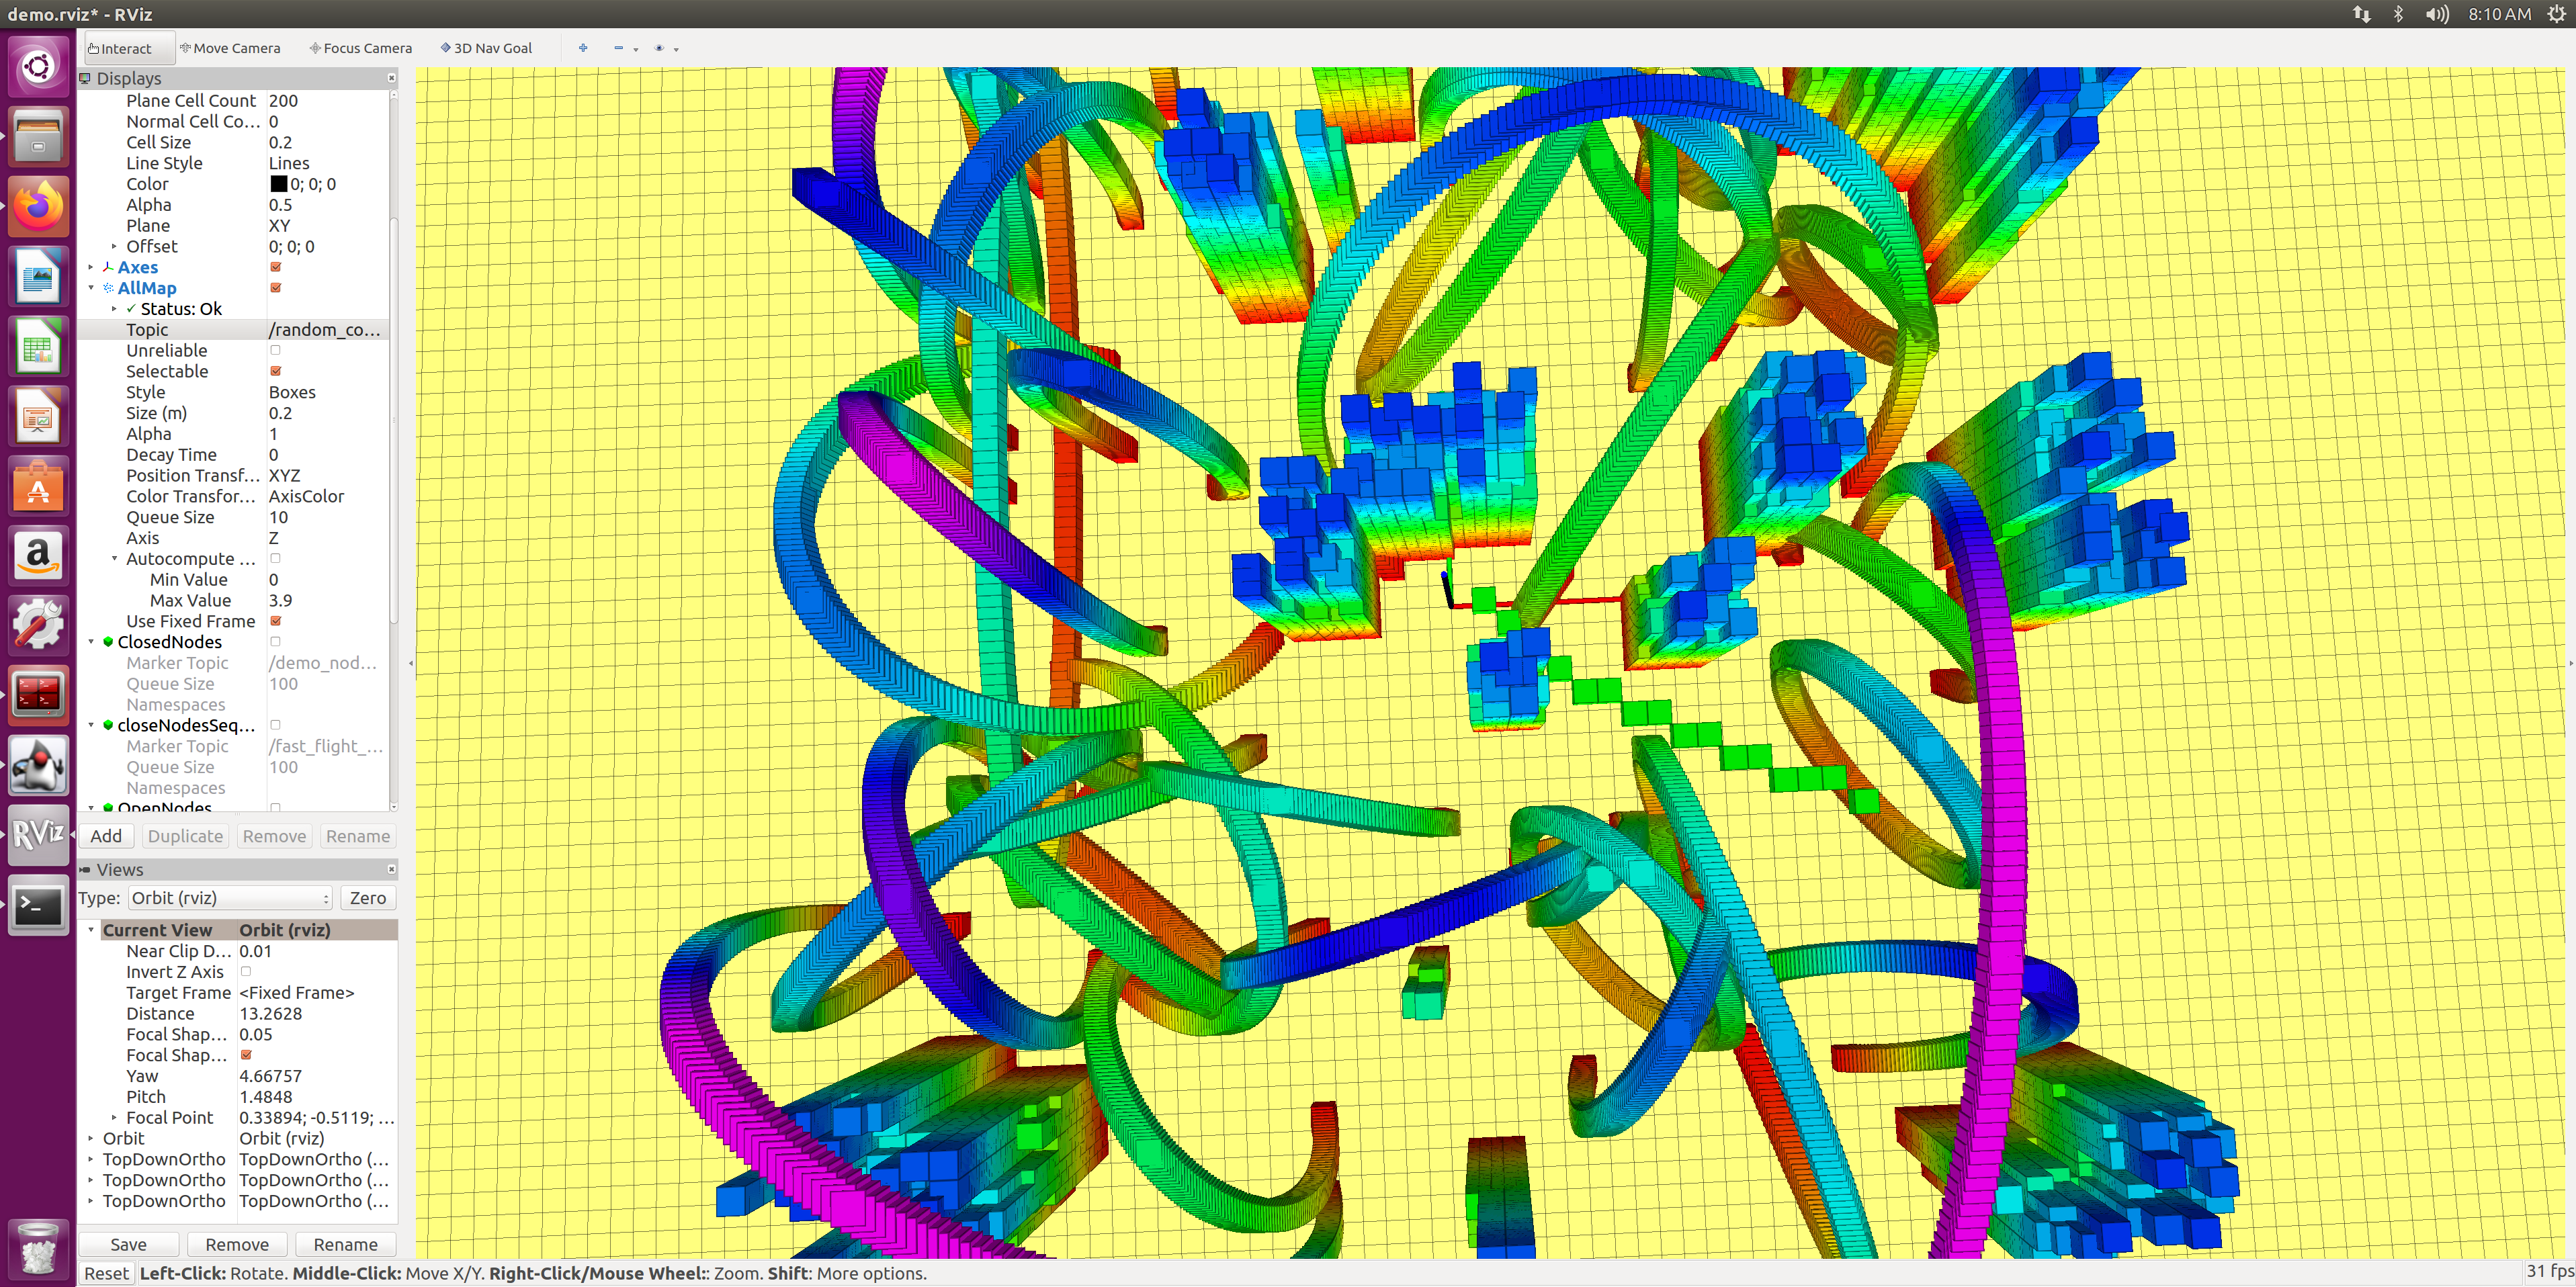 demo.rviz* - RViz
8:10 AM
Interact Move Camera Focus Camera 3D Nav Goal
Displays
Plane Cell Count 200
Normal Cell Co... 0
Cell Size 0.2
Line Style Lines
Color 0; 0; 0
Alpha 0.5
Plane XY
Offset 0; 0; 0
Axes
AllMap
Status: Ok
Topic /random_co...
Unreliable
Selectable
Style Boxes
Size (m) 0.2
Alpha 1
Decay Time 0
Position Transf... XYZ
Color Transfor... AxisColor
Queue Size 10
Axis Z
Autocompute ...
Min Value 0
Max Value 3.9
Use Fixed Frame
ClosedNodes
Marker Topic /demo_nod...
Queue Size 100
Namespaces
closeNodesSeq...
Marker Topic /fast_flight_...
Queue Size 100
Namespaces
OpenNodes
Add Duplicate Remove Rename
RViz
Views
Type: Orbit (rviz) Zero
Current View Orbit (rviz)
Near Clip D... 0.01
Invert Z Axis
Target Frame <Fixed Frame>
Distance 13.2628
Focal Shap... 0.05
Focal Shap...
Yaw 4.66757
Pitch 1.4848
Focal Point 0.33894; -0.5119; ...
Orbit Orbit (rviz)
TopDownOrtho TopDownOrtho (...
TopDownOrtho TopDownOrtho (...
TopDownOrtho TopDownOrtho (...
Save Remove Rename
Reset Left-Click: Rotate. Middle-Click: Move X/Y. Right-Click/Mouse Wheel:: Zoom. Shift: More options.
31 fps